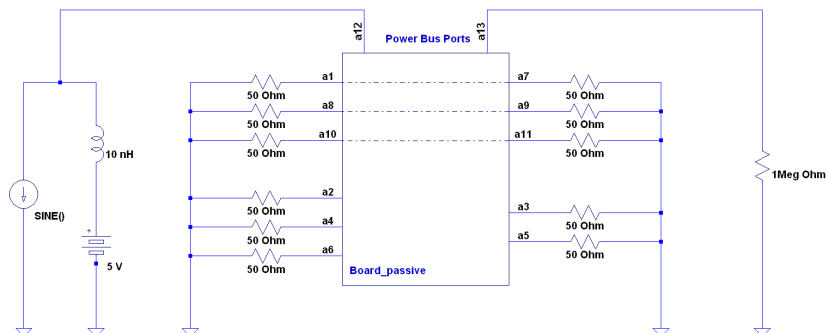 a12
a13
Power Bus Ports
a1
a7
50 Ohm
50 Ohm
a8
a9
50 Ohm
50 Ohm
a10
a11
50 Ohm
50 Ohm
10 nH
1Meg Ohm
a2
50 Ohm
a3
SINE()
a4
50 Ohm
50 Ohm
a5
a6
50 Ohm
50 Ohm
+
5 V
Board_passive